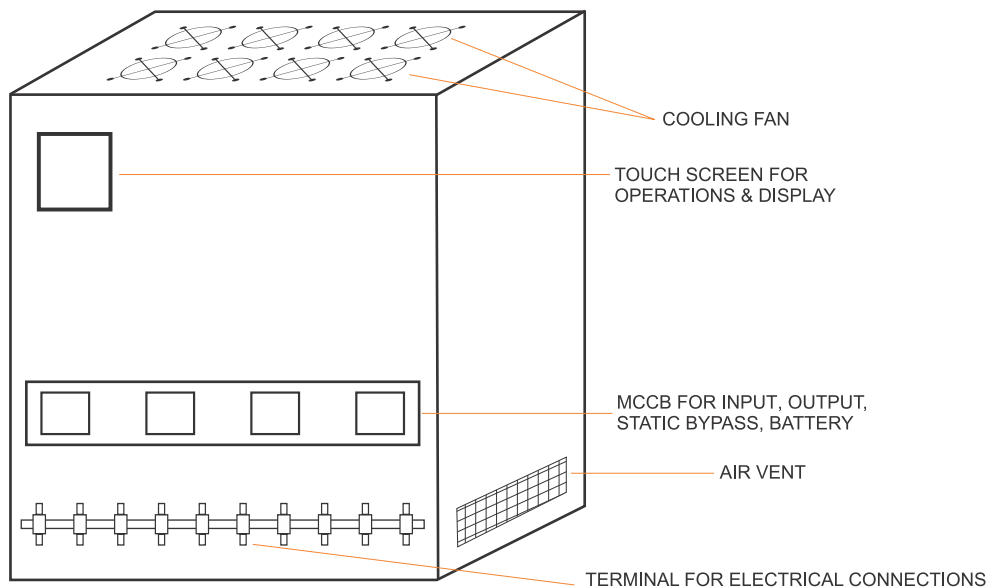 COOLING FAN
TOUCH SCREEN FOR
OPERATIONS & DISPLAY
MCCB FOR INPUT, OUTPUT,
STATIC BYPASS, BATTERY
AIR VENT
TERMINAL FOR ELECTRICAL CONNECTIONS